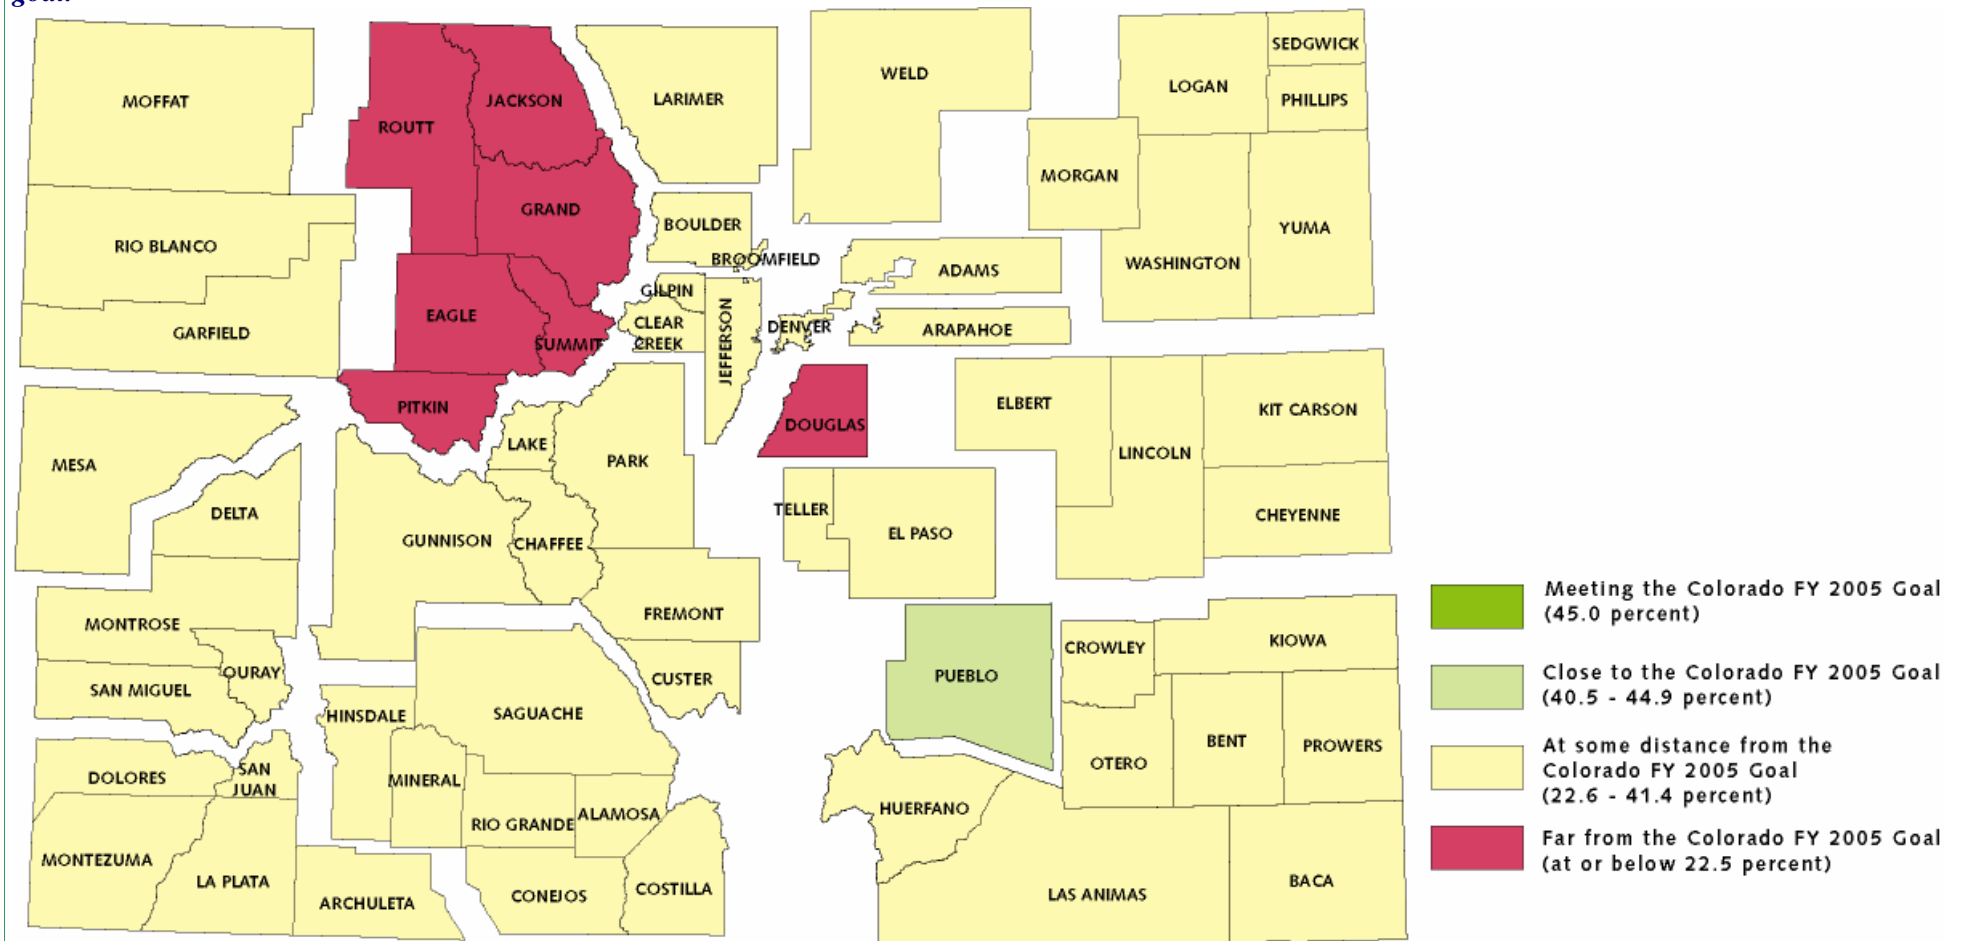 goal.
MOFFAT
JACKSON
ROUTT
LARIMER
WELD
LOGAN
SEDGWICK
PHILLIPS
MORGAN
GRAND
BOULDER
YUMA
RIO BLANCO
BROOMFIELD
ADAMS
WASHINGTON
GILPIN
EAGLE
GARFIELD
CLEAR
CREEK
SUMMIT
JEFFERSON
DENVER
ARAPAHOE
PITKIN
DOUGLAS
ELBERT
KIT CARSON
LAKE
PARK
LINCOLN
MESA
DELTA
TELLER
CHEYENNE
GUNNISON
CHAFFEE
EL PASO
MONTROSE
FREMONT
CROWLEY
KIOWA
OURAY
SAN MIGUEL
CUSTER
PUEBLO
HINSDALE
SAGUACHE
OTERO
BENT
PROWERS
DOLORES
SAN
JUAN
MINERAL
RIO GRANDE
ALAMOSA
HUERFANO
MONTEZUMA
LA PLATA
ARCHULETA
CONEJOS
COSTILLA
LAS ANIMAS
BACA
Meeting the Colorado FY 2005 Goal
(45.0 percent)
Close to the Colorado FY 2005 Goal
(40.5 - 44.9 percent)
At some distance from the
Colorado FY 2005 Goal
(22.6 - 41.4 percent)
Far from the Colorado FY 2005 Goal
(at or below 22.5 percent)